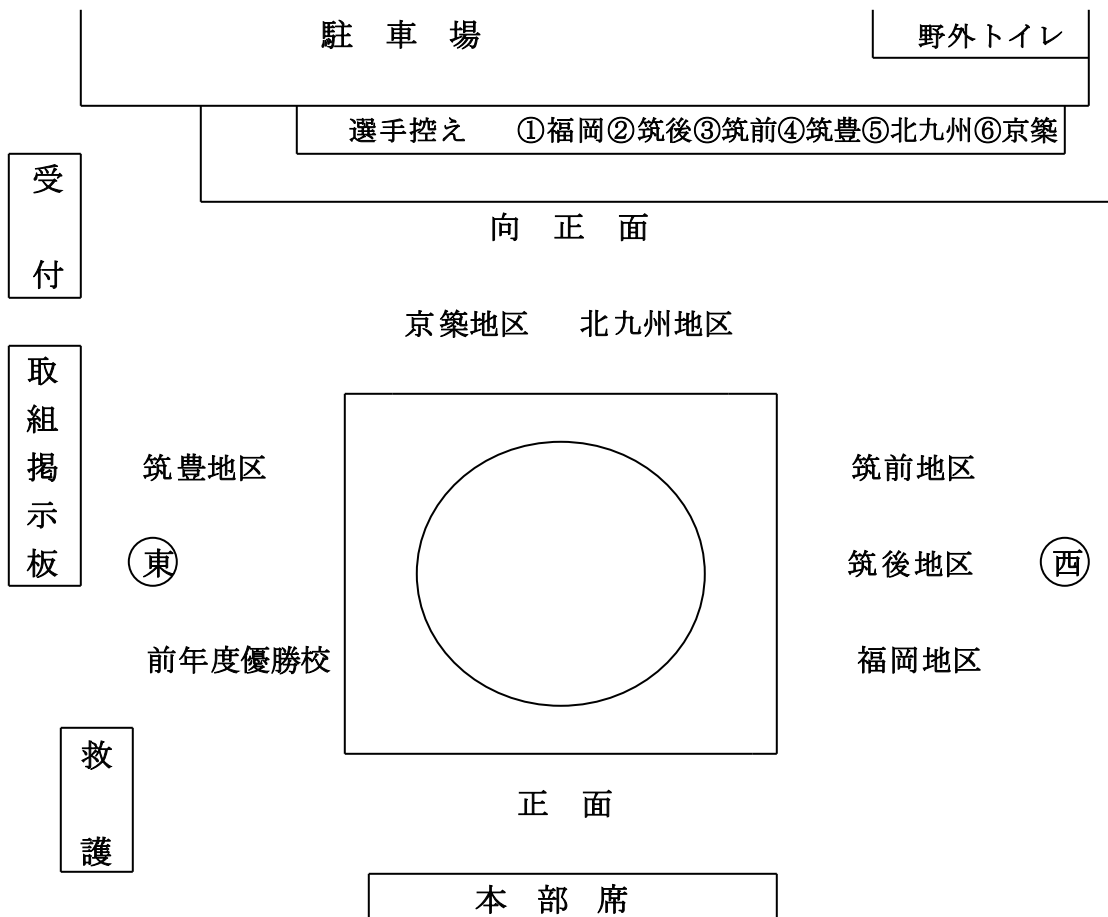 駐車場
野外トイレ
選手控え ①福岡②筑後③筑前④筑豊⑤北九州⑥京築
受付
向正面
京築地区 北九州地区
取組掲示板
筑豊地区
筑前地区
東
筑後地区
西
前年度優勝校
福岡地区
救護
正面
本部席